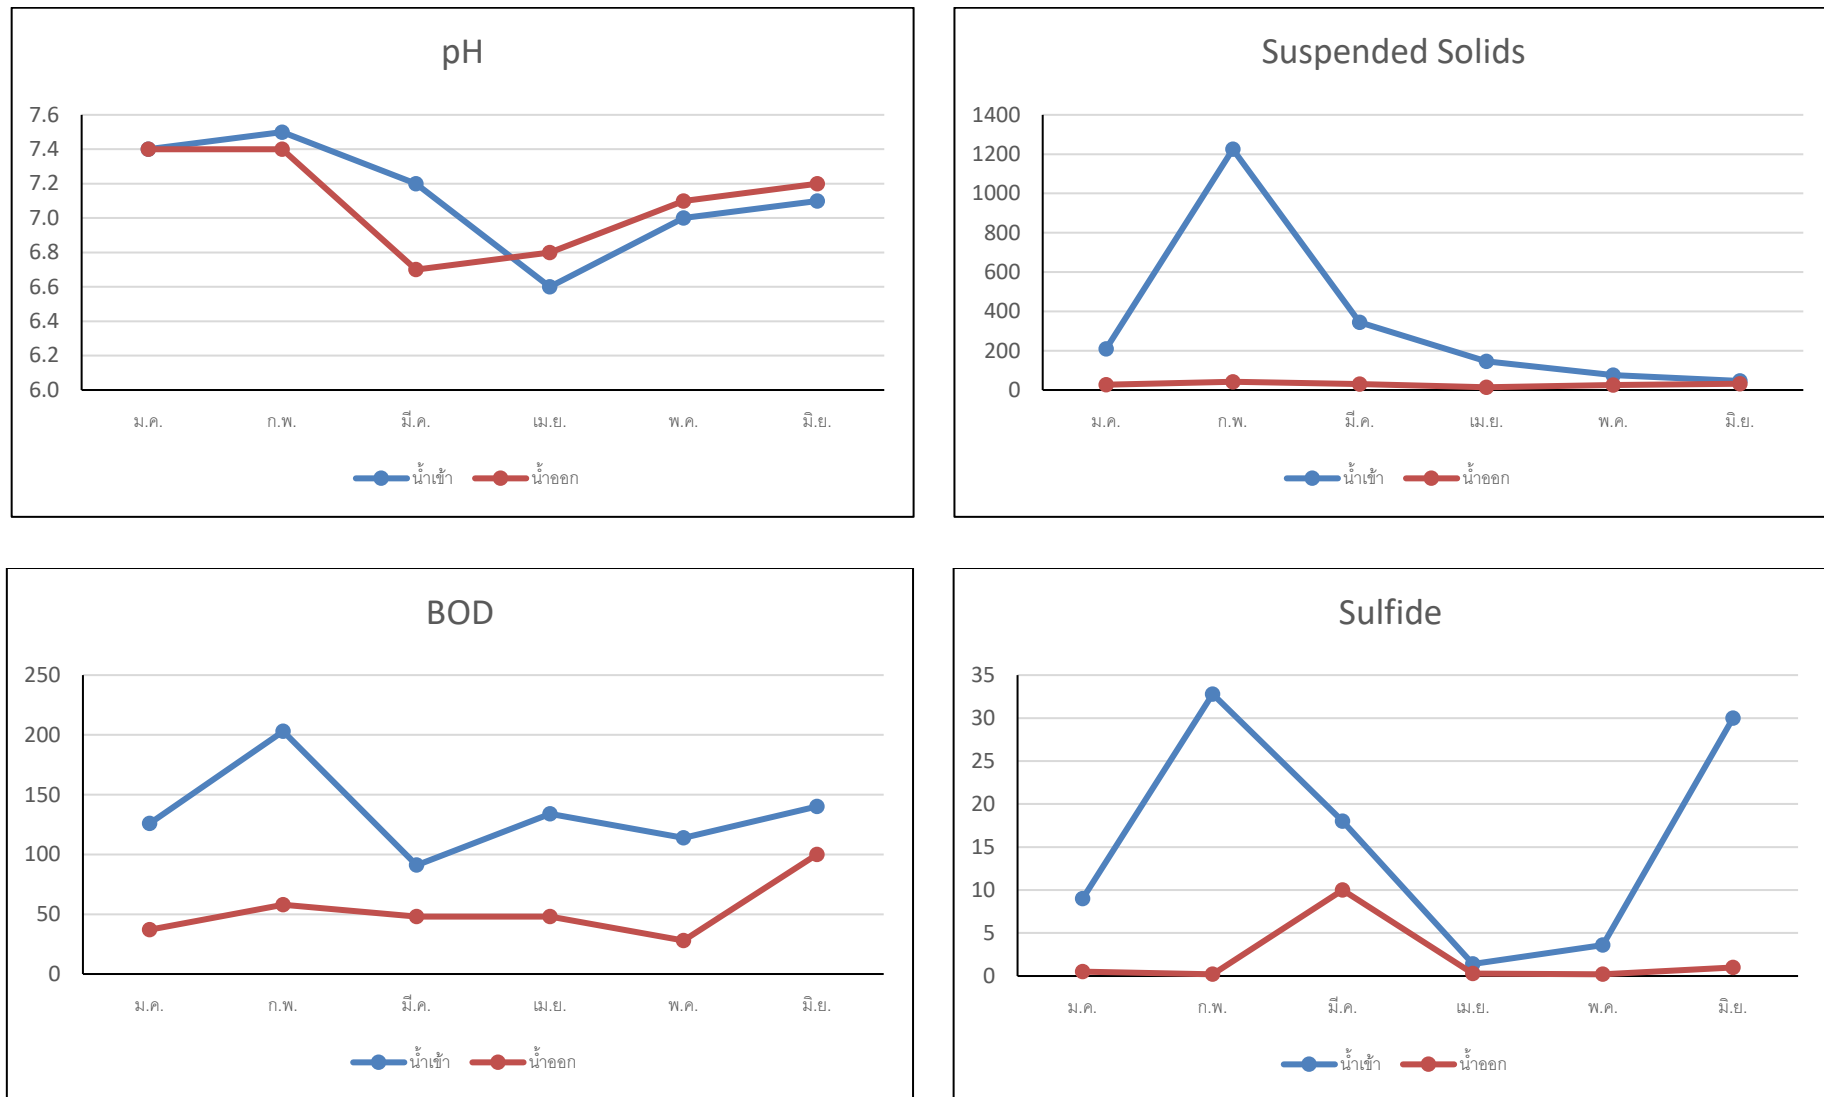 pH
7.6
7.4
7.2
7.0
6.8
6.6
6.4
6.2
6.0
ม.ค. ก.พ. มี.ค. เม.ย. พ.ค. มิ.ย.
น้ำเข้า น้ำออก
Suspended Solids
1400
1200
1000
800
600
400
200
0
ม.ค. ก.พ. มี.ค. เม.ย. พ.ค. มิ.ย.
น้ำเข้า น้ำออก
BOD
250
200
150
100
50
0
ม.ค. ก.พ. มี.ค. เม.ย. พ.ค. มิ.ย.
น้ำเข้า น้ำออก
Sulfide
35
30
25
20
15
10
5
0
ม.ค. ก.พ. มี.ค. เม.ย. พ.ค. มิ.ย.
น้ำเข้า น้ำออก